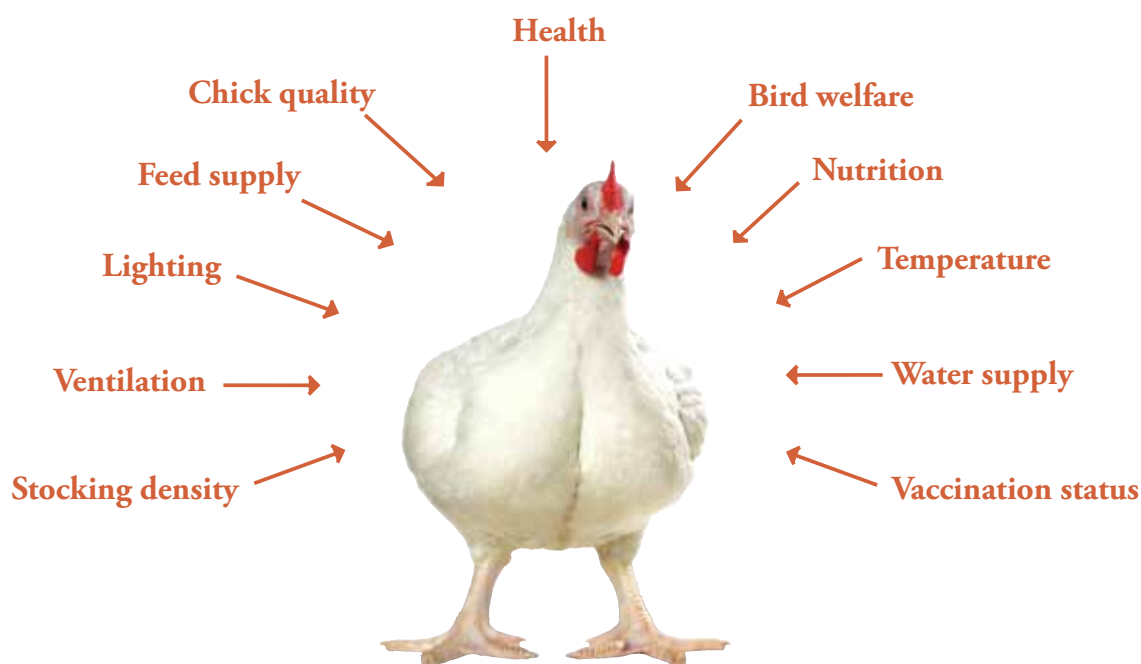 Health
Chick quality
Bird welfare
Feed supply
Nutrition
Lighting
Temperature
Ventilation
Water supply
Stocking density
Vaccination status